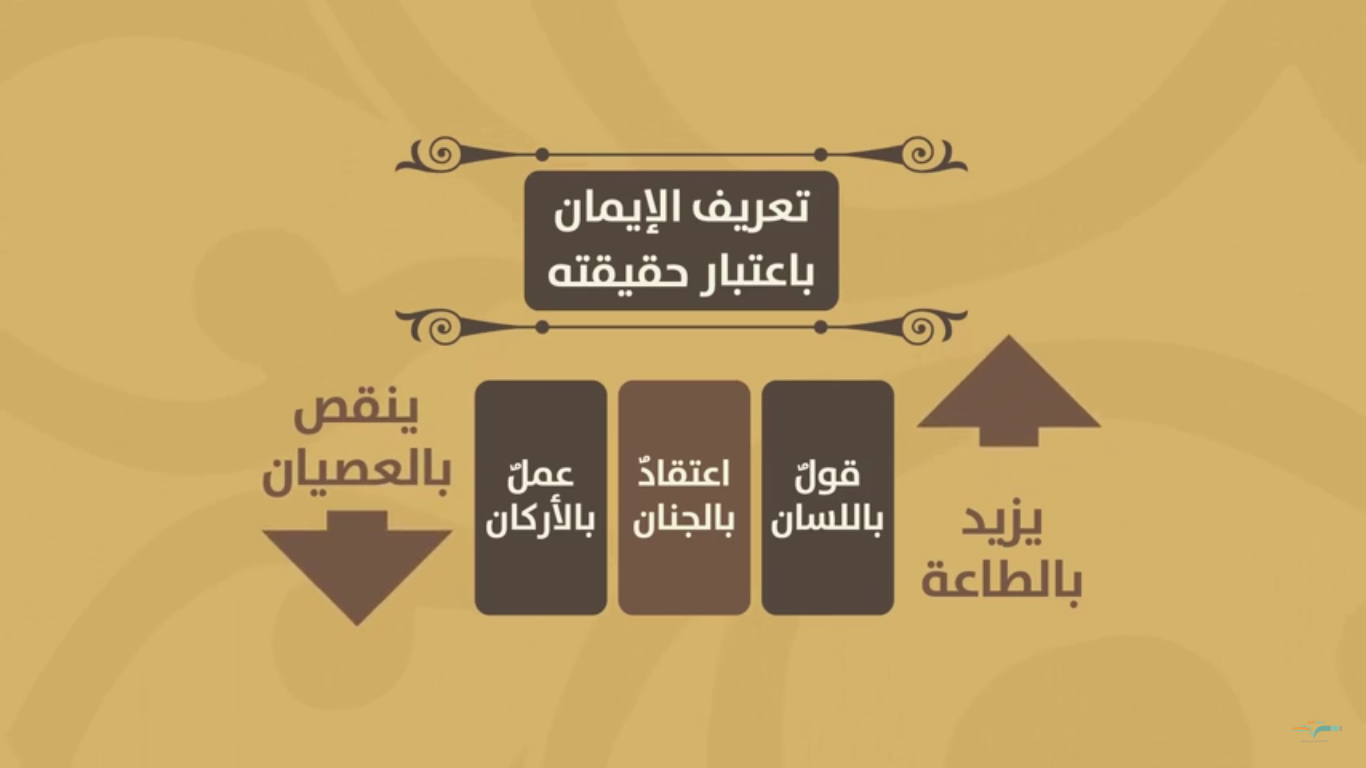 تعريف الإيمان
باعتبار حقيقته
قولٌ
باللسان
اعتقادٌ
بالجنان
عملٌ
بالأركان
يزيد
بالطاعة
ينقص
بالعصيان